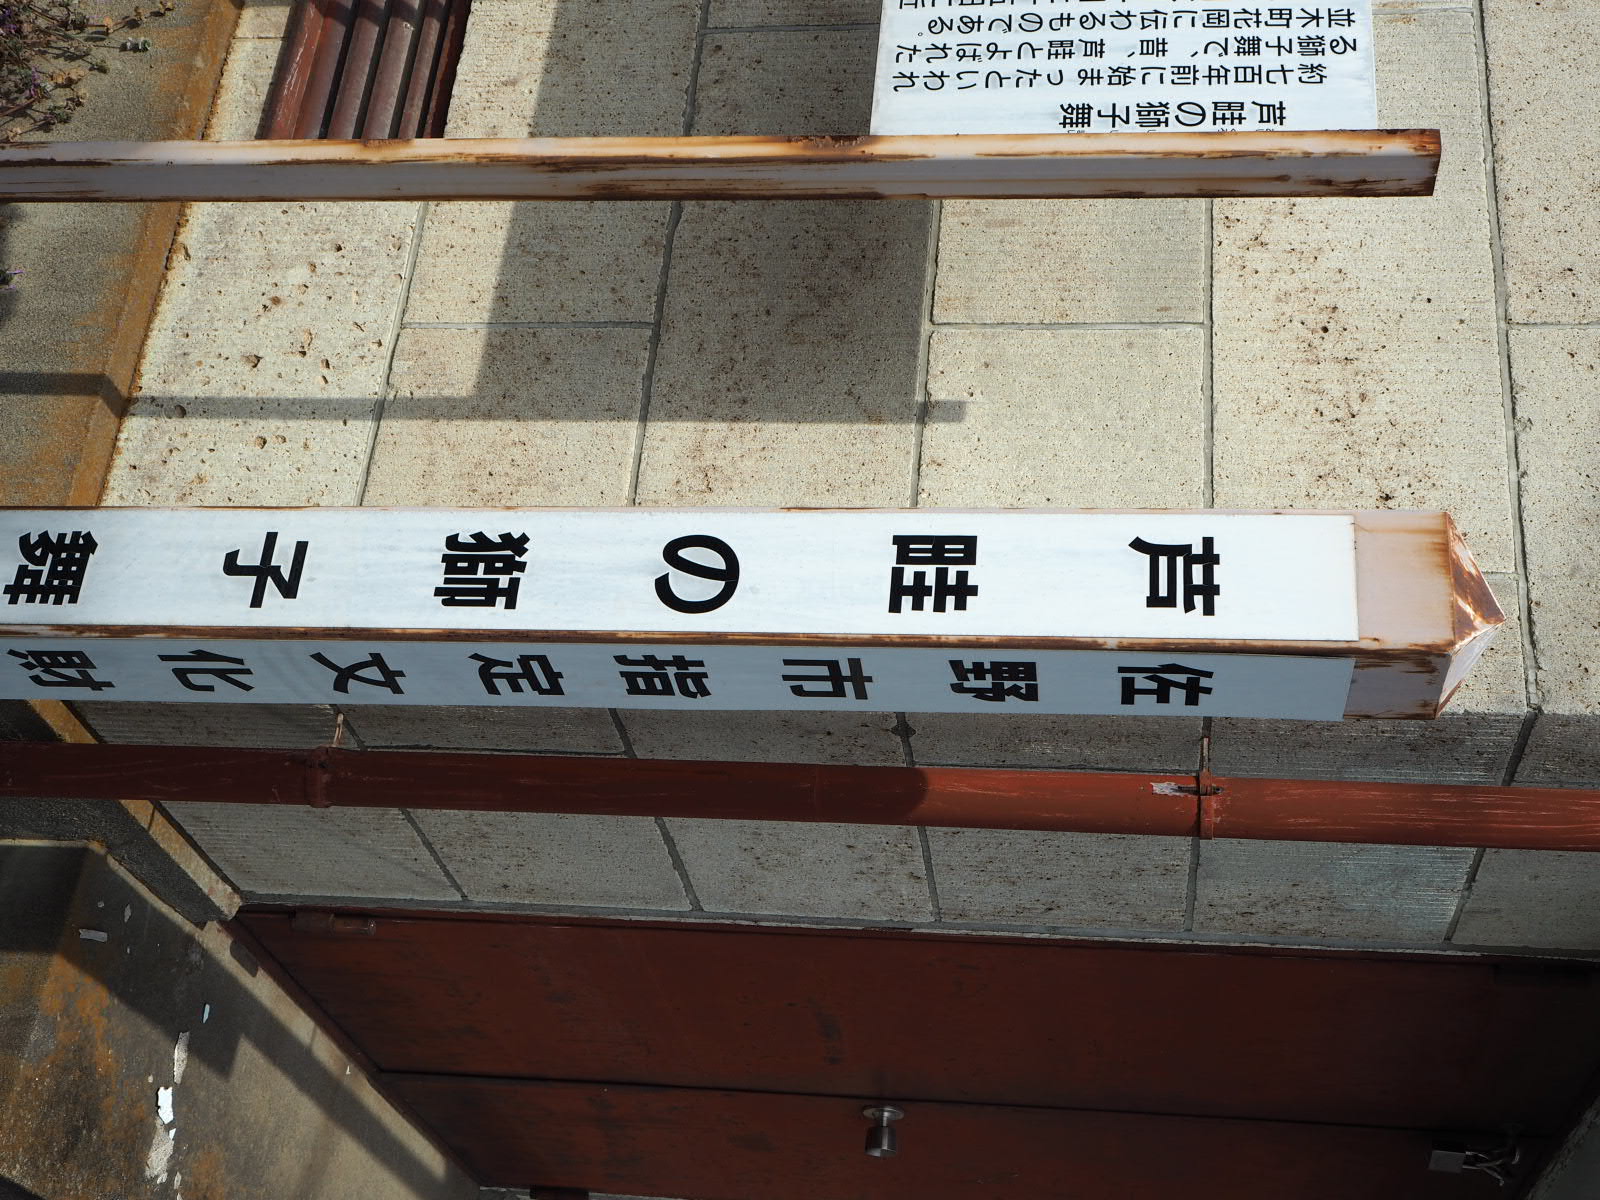 芦畦の獅子舞
約七百年前に始まったといわれ
る獅子舞で、昔、芦畦とよばれた
並木町花岡に伝わるものである。
芦畦の獅子舞
佐野市指定文化財